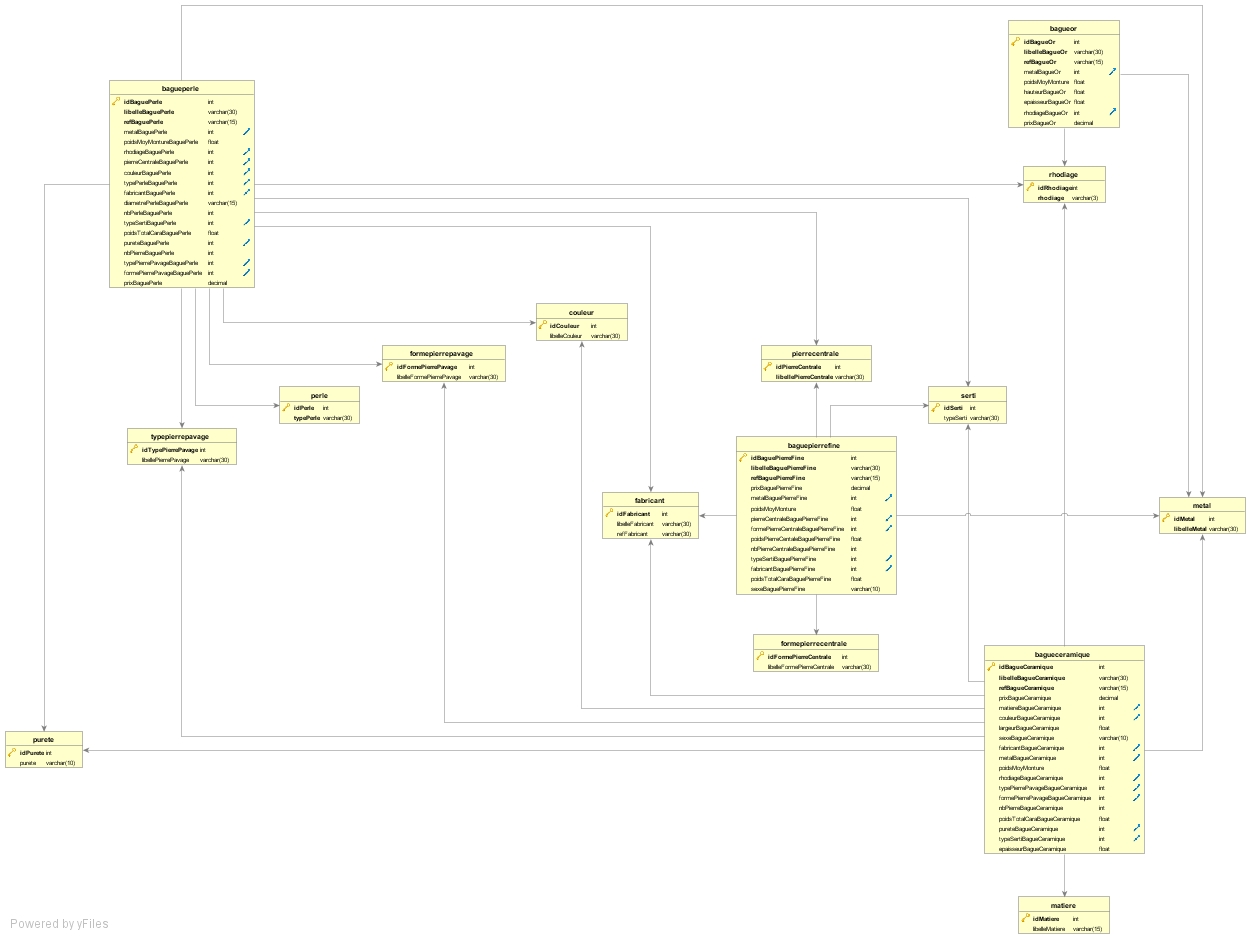 bagueor
idBagueOr int
libelleBagueOr varchar(30)
refBagueOr varchar(15)
metalBagueOr int
poidsMoyMonture float
hauteurBagueOr float
epaisseurBagueOr float
rhodiageBagueOr int
prixBagueOr decimal
bagueperle
idBaguePerle int
libelleBaguePerle varchar(30)
refBaguePerle varchar(15)
metalBaguePerle int
poidsMoyMontureBaguePerle float
rhodiageBaguePerle int
pierreCentraleBaguePerle int
couleurBaguePerle int
typePerleBaguePerle int
fabricantBaguePerle int
diametrePerleBaguePerle varchar(15)
nbPerleBaguePerle int
typeSertiBaguePerle int
poidsTotalCaraBaguePerle float
pureteBaguePerle int
nbPierreBaguePerle int
typePierrePavageBaguePerle int
formePierrePavageBaguePerle int
prixBaguePerle decimal
rhodiage
idRhodiage int
rhodiage varchar(3)
couleur
idCouleur int
libelleCouleur varchar(30)
formepierrepavage
idFormePierrePavage int
libelleFormePierrePavage varchar(30)
pierrecentrale
idPierreCentrale int
libellePierreCentrale varchar(30)
perle
idPerle int
typePerle varchar(30)
serti
idSerti int
typeSerti varchar(30)
typepierrepavage
idTypePierrePavage int
libellePierrePavage varchar(30)
baguepierrefine
idBaguePierreFine int
libelleBaguePierreFine varchar(30)
refBaguePierreFine varchar(15)
prixBaguePierreFine decimal
metalBaguePierreFine int
poidsMoyMonture float
pierreCentraleBaguePierreFine int
formePierreCentraleBaguePierreFine int
poidsPierreCentaleBaguePierreFine float
nbPierreCentraleBaguePierreFine int
typeSertiBaguePierreFine int
fabricantBaguePierreFine int
poidsTotalCaraBaguePierreFine float
sexeBaguePierreFine varchar(10)
fabricant
idFabricant int
libelleFabricant varchar(30)
refFabricant varchar(30)
metal
idMetal int
libelleMetal varchar(30)
formepierrecentrale
idFormePierreCentrale int
libelleFormePierreCentrale varchar(30)
bagueceramique
idBagueCeramique int
libelleBagueCeramique varchar(30)
refBagueCeramique varchar(15)
prixBagueCeramique decimal
matiereBagueCeramique int
couleurBagueCeramique int
largeurBagueCeramique float
sexeBagueCeramique varchar(10)
fabricantBagueCeramique int
metalBagueCeramique int
poidsMoyMonture float
rhodiageBagueCeramique int
typePierrePavageBagueCeramique int
formePierrePavageBagueCeramique int
nbPierreBagueCeramique int
poidsTotalCaraBagueCeramique float
pureteBagueCeramique int
typeSertiBagueCeramique int
epaisseurBagueCeramique float
purete
idPurete int
purete varchar(10)
matiere
idMatiere int
libelleMatiere varchar(15)
Powered by yFiles